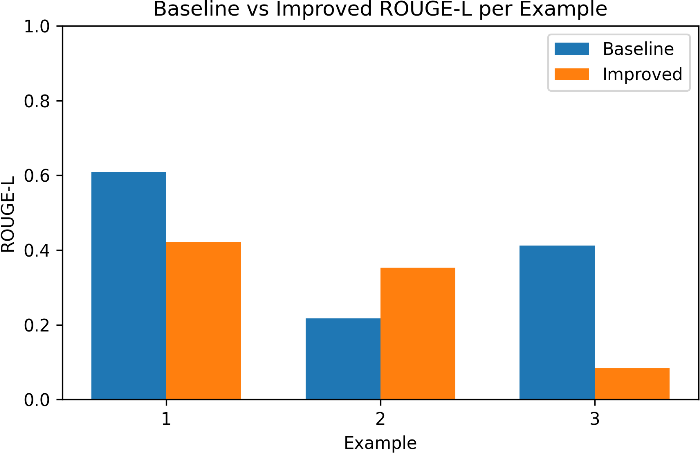 Baseline vs Improved ROUGE-L per Example
1.0
0.8
0.6
0.4
0.2
0.0
ROUGE-L
Baseline
Improved
1 2 3
Example